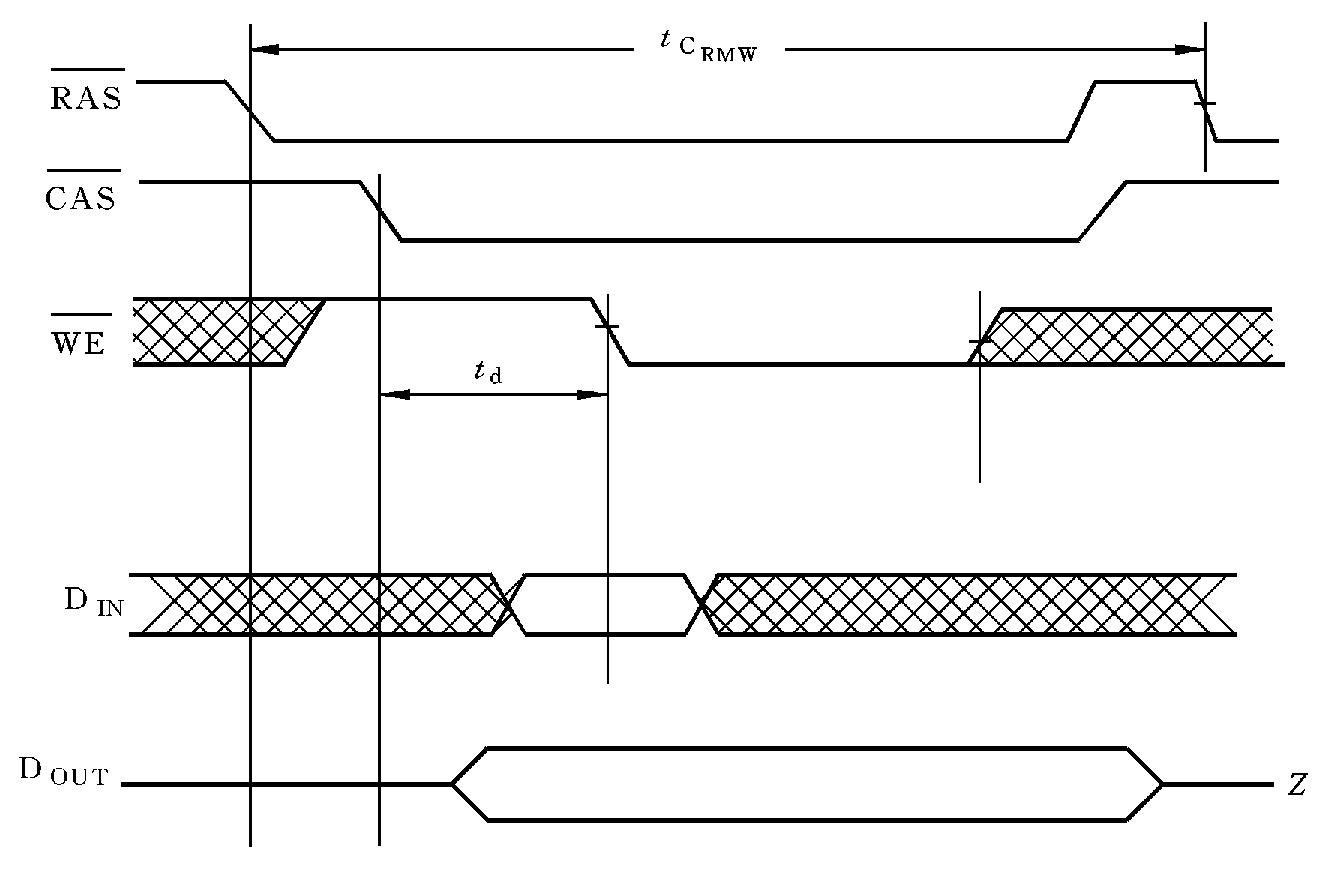 t C RMW
RAS
CAS
WE
t d
D IN
D OUT
Z